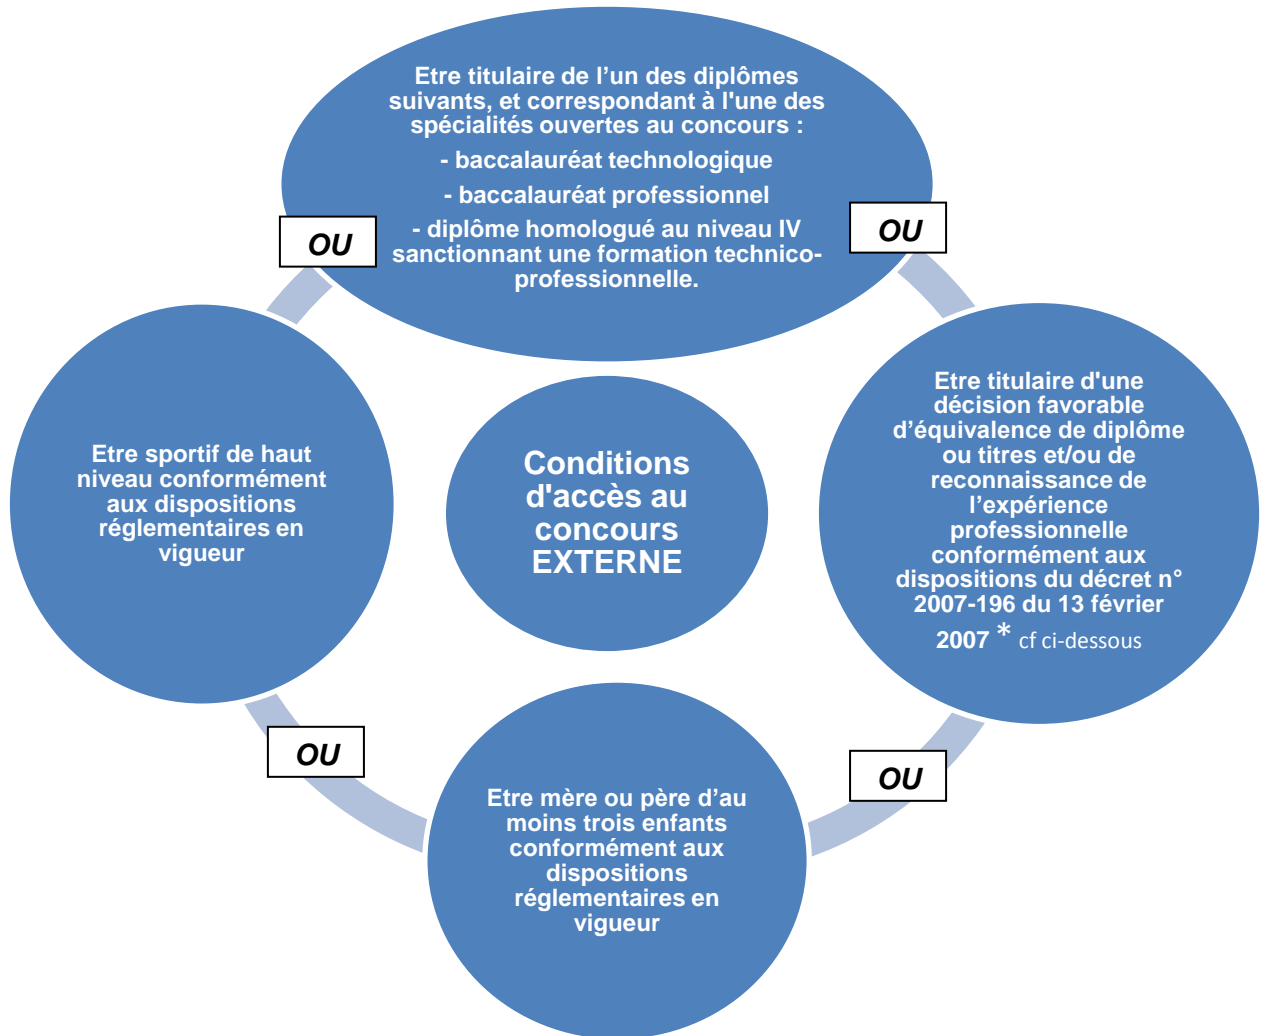 Etre titulaire de l’un des diplômes
suivants, et correspondant à l'une des
spécialités ouvertes au concours :
- baccalauréat technologique
- baccalauréat professionnel
- diplôme homologué au niveau IV
sanctionnant une formation technico-
professionnelle.
OU
OU
Etre sportif de haut
niveau conformément
aux dispositions
réglementaires en
vigueur
Conditions
d'accès au
concours
EXTERNE
Etre titulaire d'une
décision favorable
d’équivalence de diplôme
ou titres et/ou de
reconnaissance de
l’expérience
professionnelle
conformément aux
dispositions du décret n°
2007-196 du 13 février
2007 * cf ci-dessous
OU
OU
Etre mère ou père d’au
moins trois enfants
conformément aux
dispositions
réglementaires en
vigueur